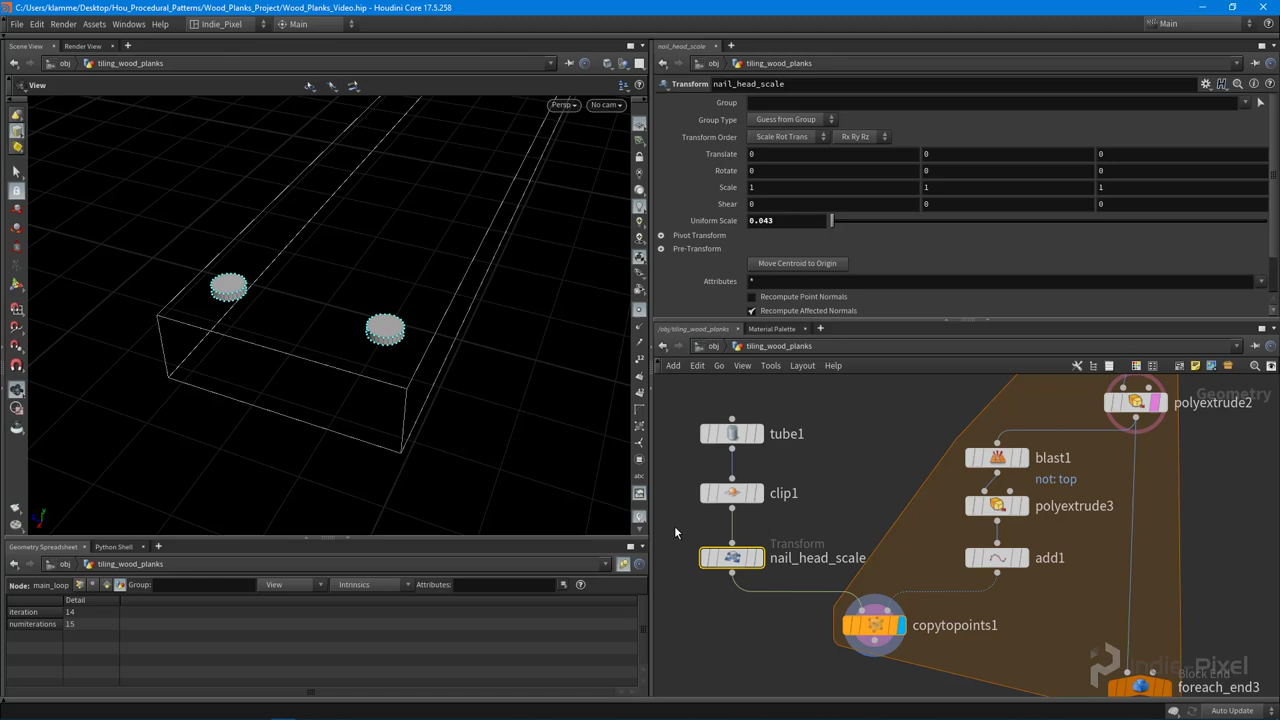 C:/Users/klamme/Desktop/Hou_Procedural_Patterns/Wood_Planks_Project/Wood_Planks_Video.hip - Houdini Core 17.5.258
File Edit Render Assets Windows Help Indie_Pixel Main Main
Scene View Render View
obj tiling_wood_planks
View
Persp No cam
nail_head_scale
obj tiling_wood_planks
Transform nail_head_scale
Group
Group Type Guess from Group
Transform Order Scale Rot Trans Rx Ry Rz
Translate 0 0 0
Rotate 0 0 0
Scale 1 1 1
Shear 0 0 0
Uniform Scale 0.043
Pivot Transform
Pre-Transform
Move Centroid to Origin
Attributes *
Recompute Point Normals
Recompute Affected Normals
/obj/tiling_wood_planks Material Palette
obj tiling_wood_planks
Add Edit Go View Tools Layout Help
Geometry
polyextrude2
tube1
blast1
not: top
clip1
polyextrude3
Transform
nail_head_scale
add1
copytopoints1
Indie-Pixel
Block End
foreach_end3
abc
Geometry Spreadsheet Python Shell
obj tiling_wood_planks
Node: main_loop Group: View Intrinsics Attributes:
Detail
iteration 14
numiterations 15
Auto Update